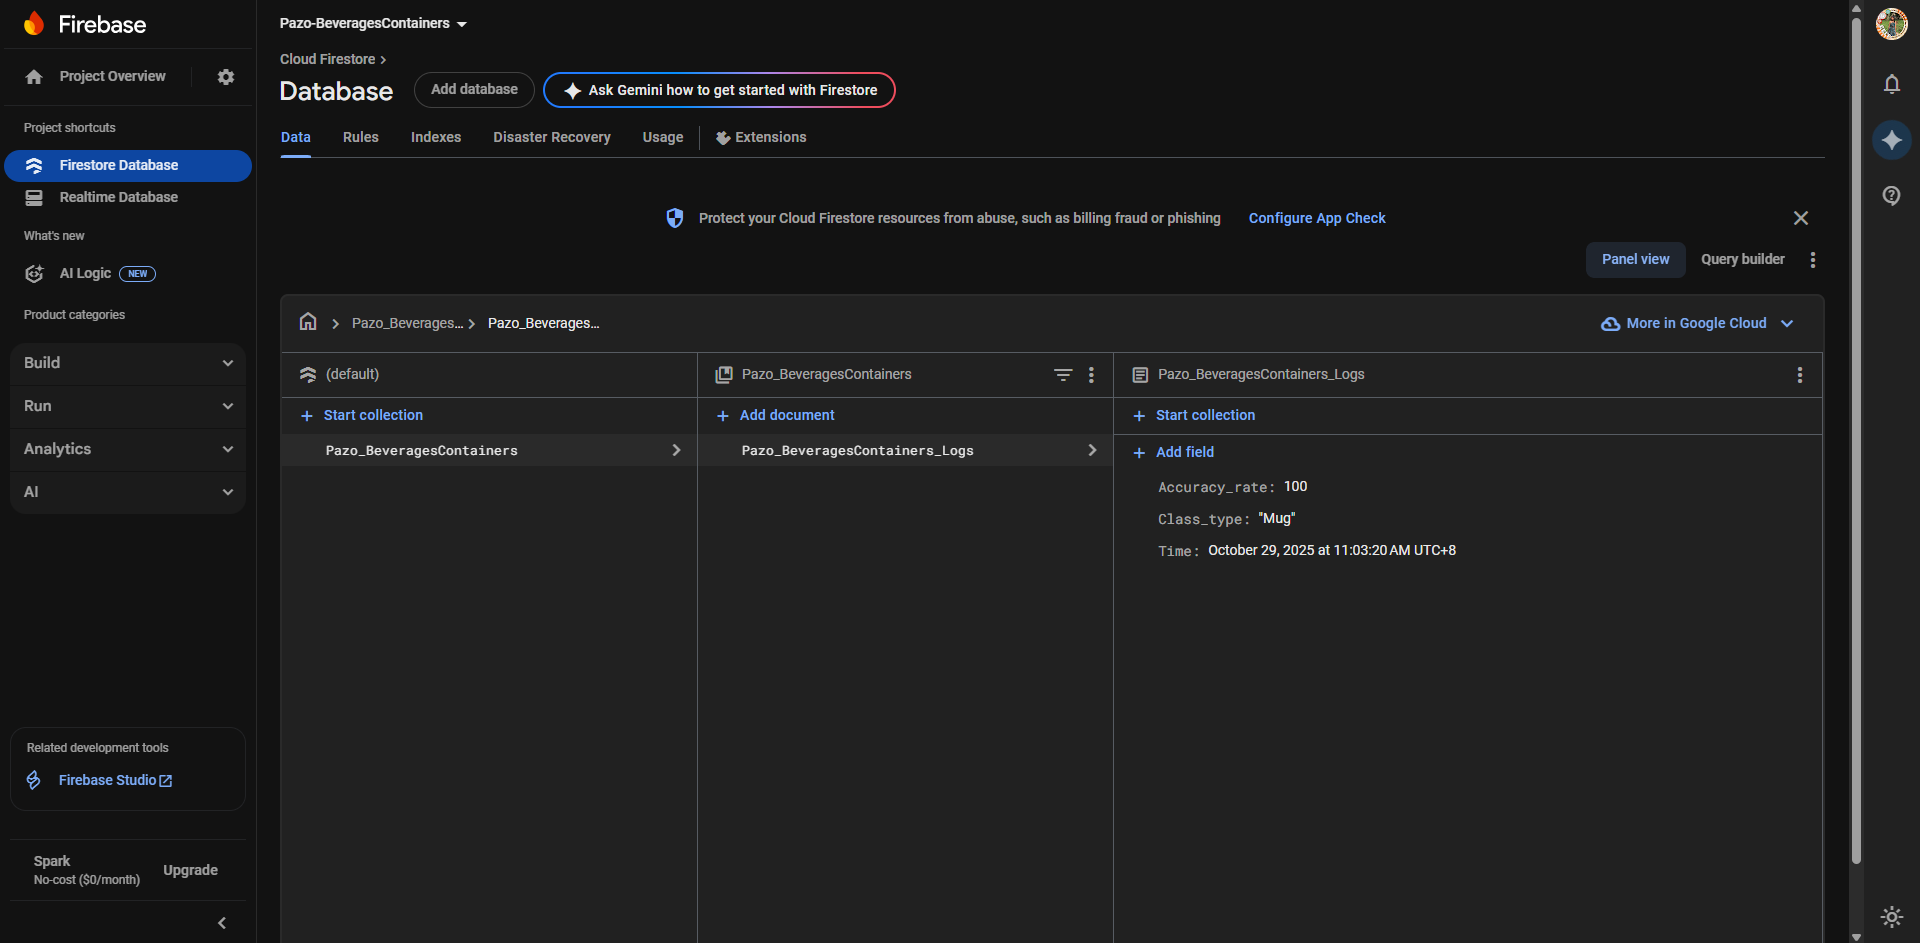 Firebase
Project Overview
Project shortcuts
Firestore Database
Realtime Database
What's new
AI Logic NEW
Product categories
Build
Run
Analytics
AI
Related development tools
Firebase Studio
Spark
No-cost ($0/month)
Upgrade
Pazo-BeveragesContainers
Cloud Firestore
Database
Add database
Ask Gemini how to get started with Firestore
Data Rules Indexes Disaster Recovery Usage Extensions
Protect your Cloud Firestore resources from abuse, such as billing fraud or phishing Configure App Check
Panel view Query builder
Pazo_Beverages... Pazo_Beverages...
More in Google Cloud
(default)
Start collection
Pazo_BeveragesContainers
Pazo_BeveragesContainers
Add document
Pazo_BeveragesContainers_Logs
Pazo_BeveragesContainers_Logs
Start collection
Add field
Accuracy_rate: 100
Class_type: "Mug"
Time: October 29, 2025 at 11:03:20 AM UTC+8